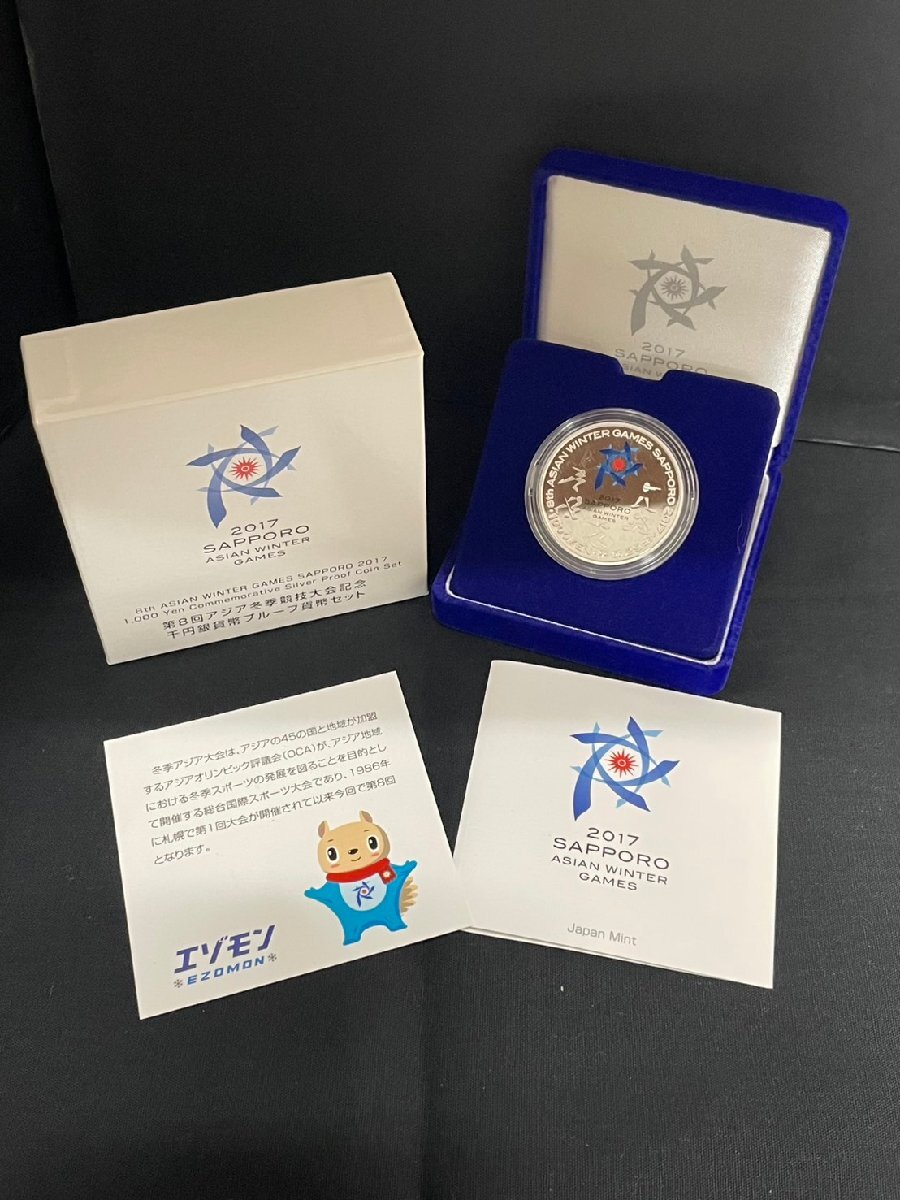 2017
SAPPORO
ASIAN WINTER
GAMES
8th ASIAN WINTER GAMES SAPPORO 2017
1,000 Yen Commemorative Silver Proof Coin Set
第8回アジア冬季競技大会記念
千円銀貨幣プルーフ貨幣セット
2017
SAPPORO
ASIAN W
8th ASIAN WINTER GAMES SAPPORO 2017
2017
SAPPORO
ASIAN WINTER
GAMES
冬季アジア大会は、アジアの45の国と地域が加盟
するアジアオリンピック評議会(OCA)が、アジア地域
における冬季スポーツの発展を図ることを目的とし
て開催する総合国際スポーツ大会であり、1986年
に札幌で第1回大会が開催されて以来今回で第8回
となります。
エゾモン
*EZOMON*
2017
SAPPORO
ASIAN WINTER
GAMES
Japan Mint